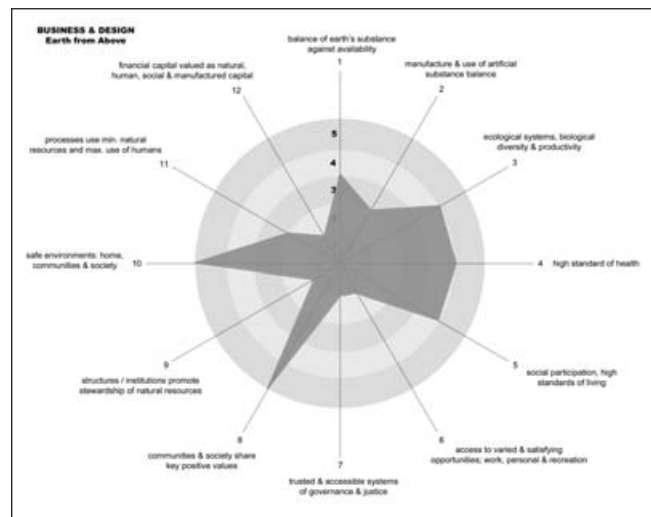 BUSINESS & DESIGN
Earth from Above
balance of earth's substance
against availability
1
manufacture & use of artificial
substance balance
2
ecological systems, biological
diversity & productivity
3
4 high standard of health
5
social participation, high
standards of living
6
access to varied & satisfying
opportunities; work, personal & recreation
7
trusted & accessible systems
of governance & justice
8
communities & society share
key positive values
9
structures / institutions promote
stewardship of natural resources
safe environments: home,
communities & society
10
processes use min. natural
resources and max. use of humans
11
financial capital valued as natural,
human, social & manufactured capital
12
5
4
3